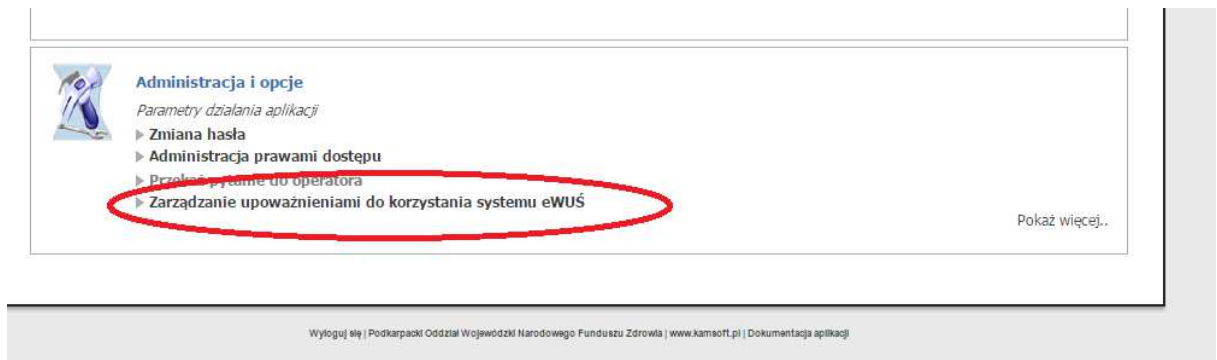 Administracja i opcje
Parametry działania aplikacji
Zmiana hasła
Administracja prawami dostępu
Przekaż pytanie do operatora
Zarządzanie upoważnieniami do korzystania systemu eWUŚ
Pokaż więcej..
Wyloguj się | Podkarpacki Oddział Wojewódzki Narodowego Funduszu Zdrowia | www.kamsoft.pl | Dokumentacja aplikacji